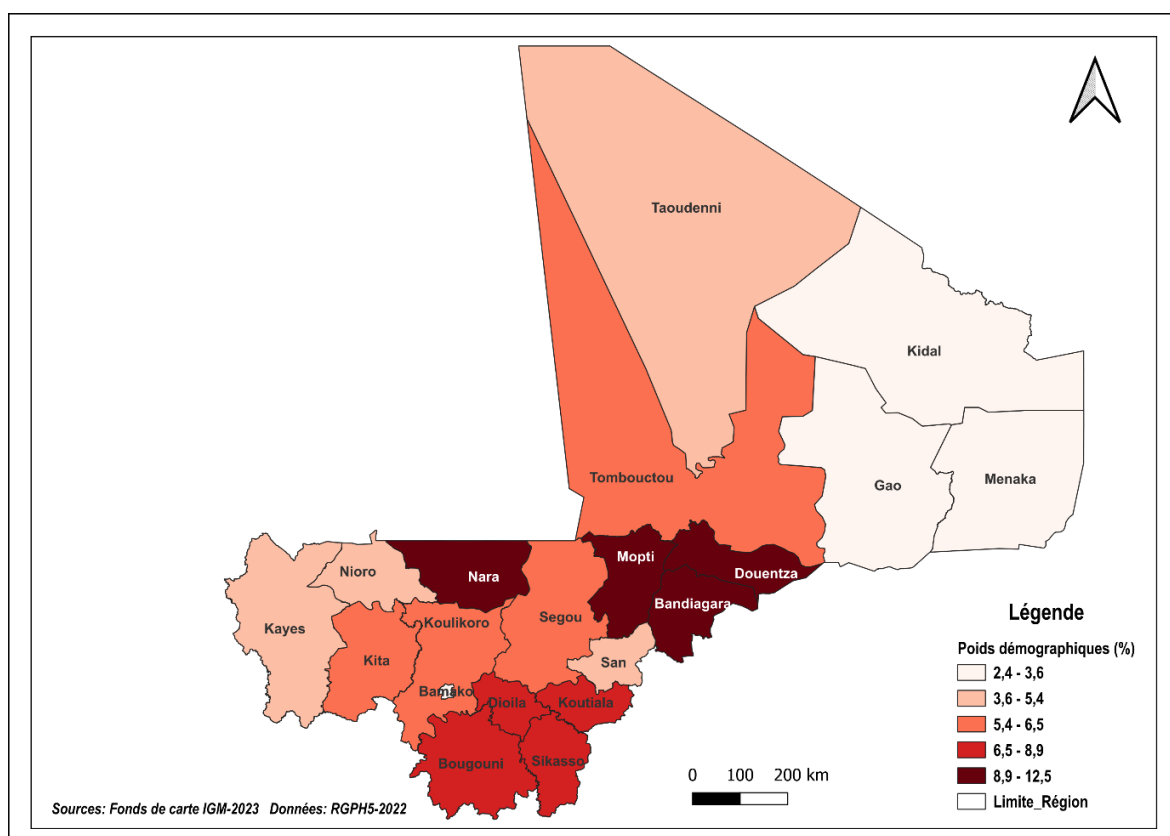 Taoudenni
Kidal
Tombouctou
Gao
Menaka
Mopti
Douentza
Nara
Nioro
Bandiagara
Segou
Koulikoro
Kayes
Kita
San
Bamako
Dioila
Koutiala
Bougouni
Sikasso
Légende
Poids démographiques (%)
2,4 - 3,6
3,6 - 5,4
5,4 - 6,5
6,5 - 8,9
8,9 - 12,5
Limite_Région
0 100 200 km
Sources: Fonds de carte IGM-2023 Données: RGPH5-2022